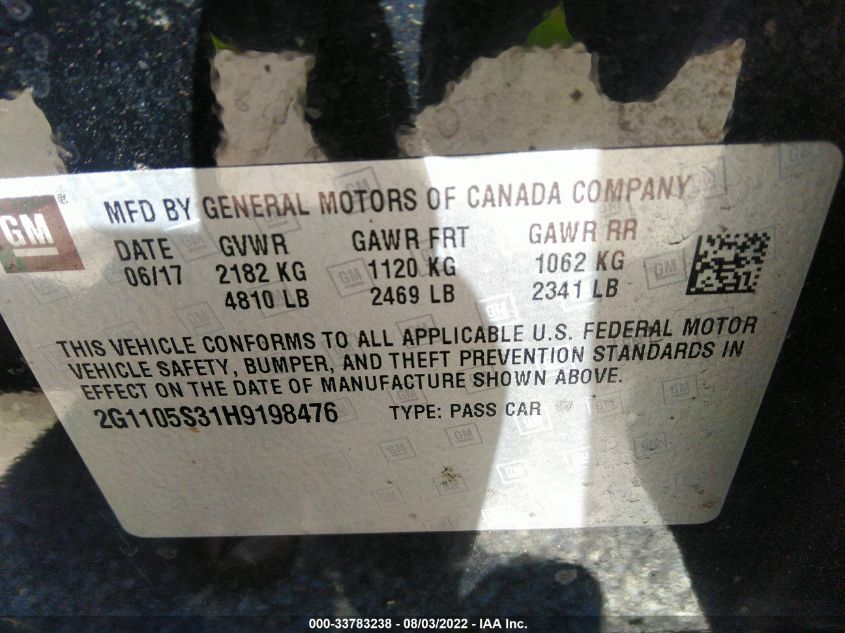 GM ®
MFD BY GENERAL MOTORS OF CANADA COMPANY
DATE GVWR GAWR FRT GAWR RR
06/17 2182 KG 1120 KG 1062 KG
4810 LB 2469 LB 2341 LB
THIS VEHICLE CONFORMS TO ALL APPLICABLE U.S. FEDERAL MOTOR
VEHICLE SAFETY, BUMPER, AND THEFT PREVENTION STANDARDS IN
EFFECT ON THE DATE OF MANUFACTURE SHOWN ABOVE.
2G1105S31H9198476 TYPE: PASS CAR
000-33783238 - 08/03/2022 - IAA Inc.